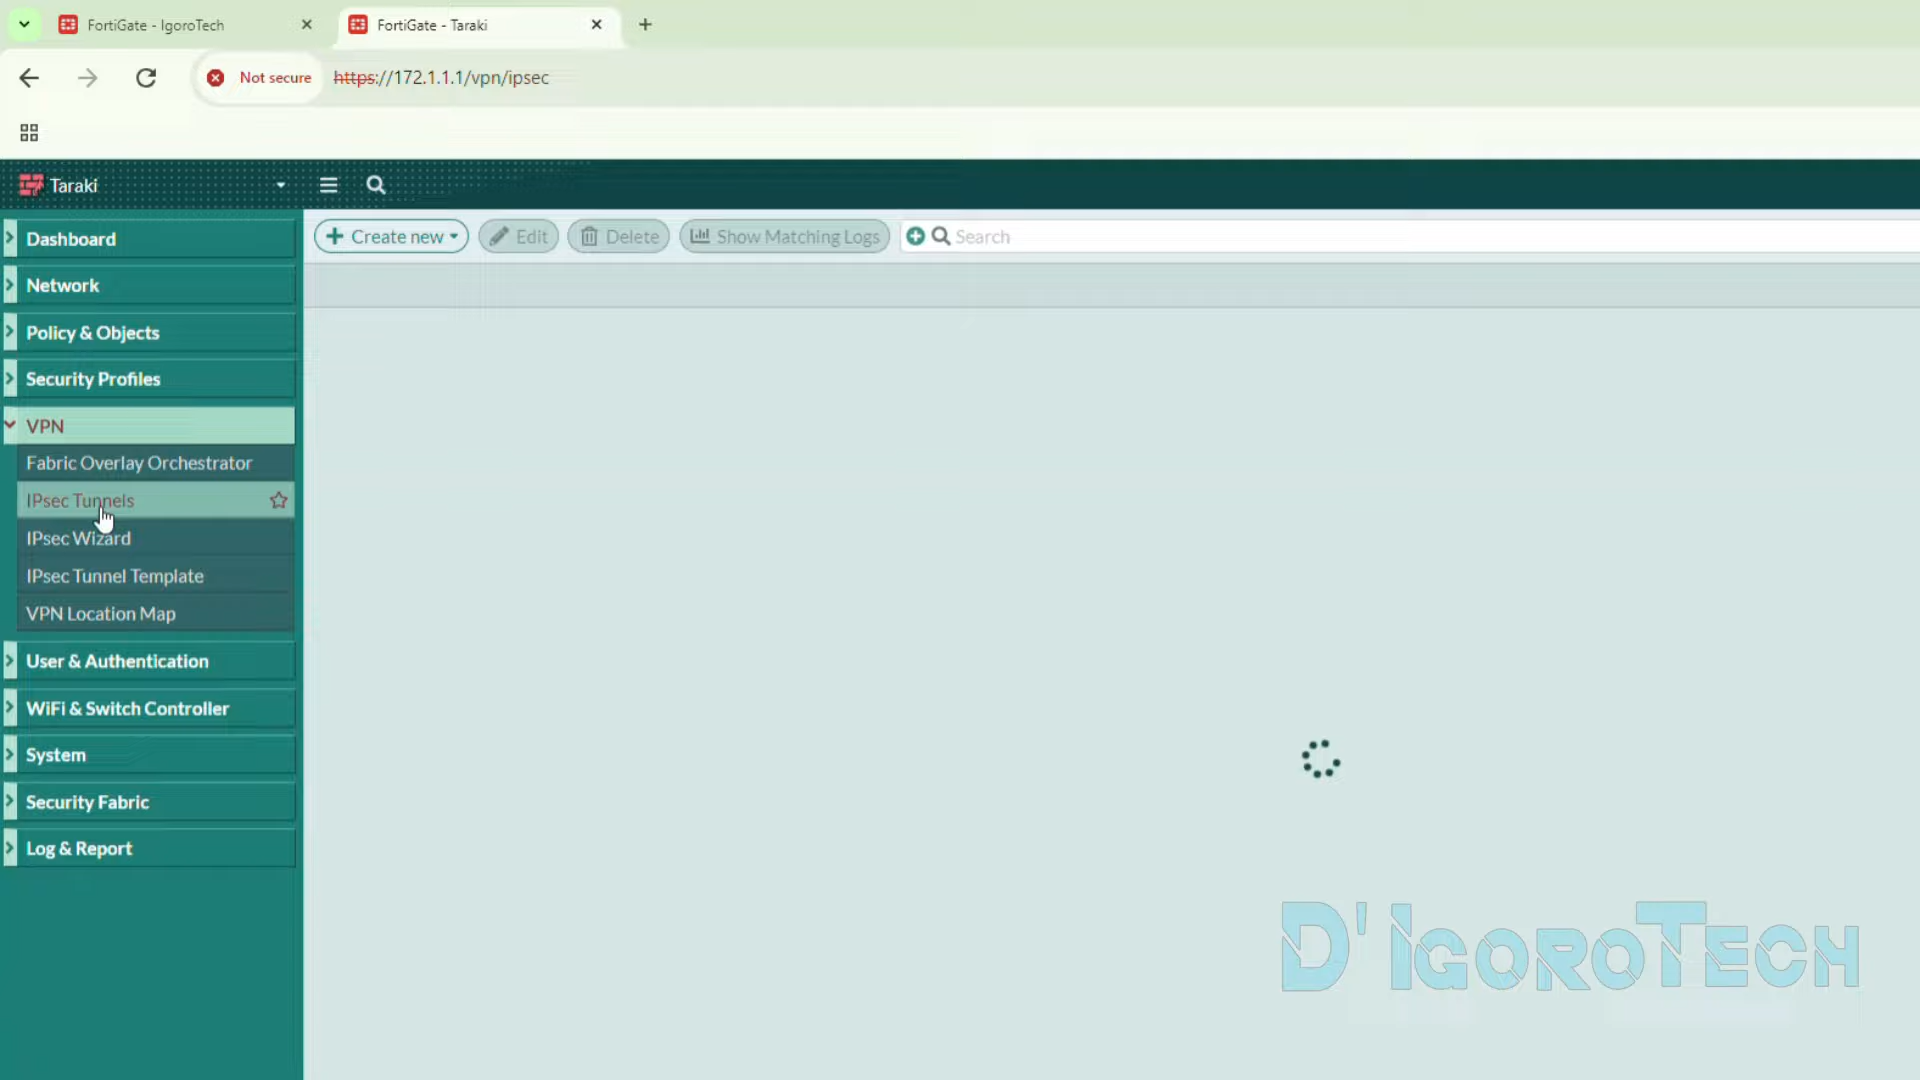 FortiGate - IgoroTech
FortiGate - Taraki
Not secure https://172.1.1.1/vpn/ipsec
Taraki
Create new Edit Delete Show Matching Logs Search
Dashboard
Network
Policy & Objects
Security Profiles
VPN
Fabric Overlay Orchestrator
IPsec Tunnels
IPsec Wizard
IPsec Tunnel Template
VPN Location Map
User & Authentication
WiFi & Switch Controller
System
Security Fabric
Log & Report
D'IGOROTECH